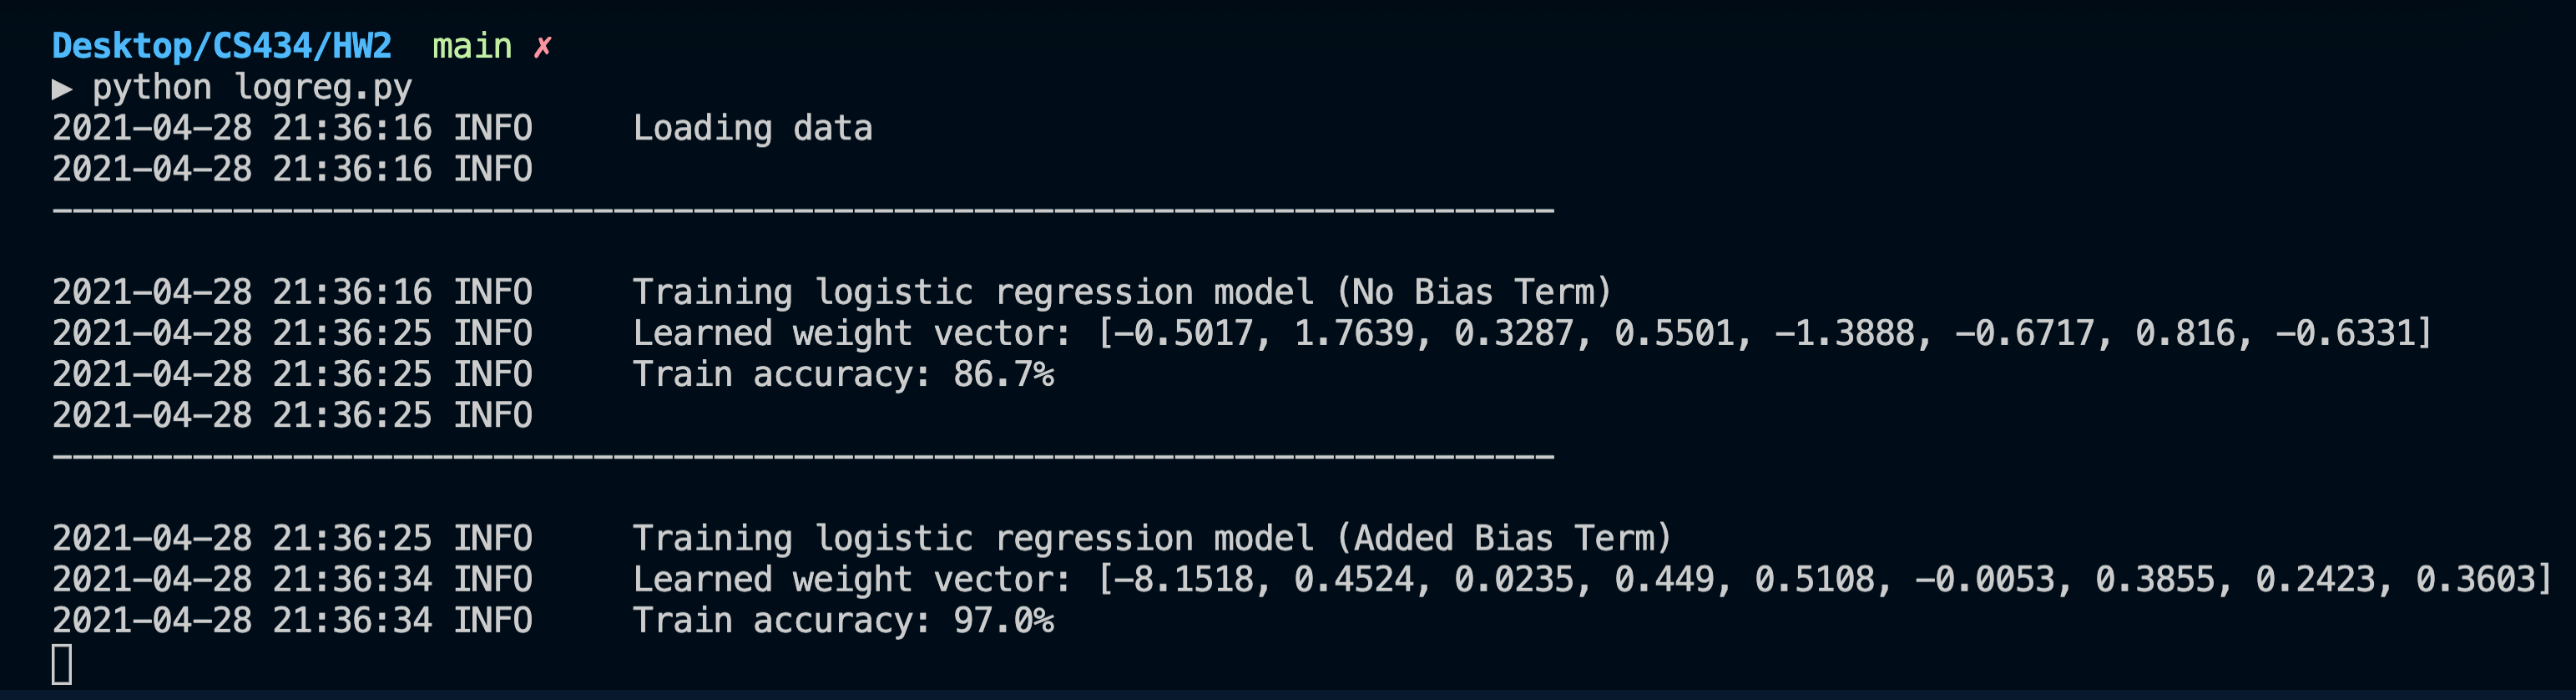 Desktop/CS434/HW2 main ✗
▶ python logreg.py
2021-04-28 21:36:16 INFO Loading data
2021-04-28 21:36:16 INFO
---------------------------------------------------------------------------
2021-04-28 21:36:16 INFO Training logistic regression model (No Bias Term)
2021-04-28 21:36:25 INFO Learned weight vector: [-0.5017, 1.7639, 0.3287, 0.5501, -1.3888, -0.6717, 0.816, -0.6331]
2021-04-28 21:36:25 INFO Train accuracy: 86.7%
2021-04-28 21:36:25 INFO
---------------------------------------------------------------------------
2021-04-28 21:36:25 INFO Training logistic regression model (Added Bias Term)
2021-04-28 21:36:34 INFO Learned weight vector: [-8.1518, 0.4524, 0.0235, 0.449, 0.5108, -0.0053, 0.3855, 0.2423, 0.3603]
2021-04-28 21:36:34 INFO Train accuracy: 97.0%